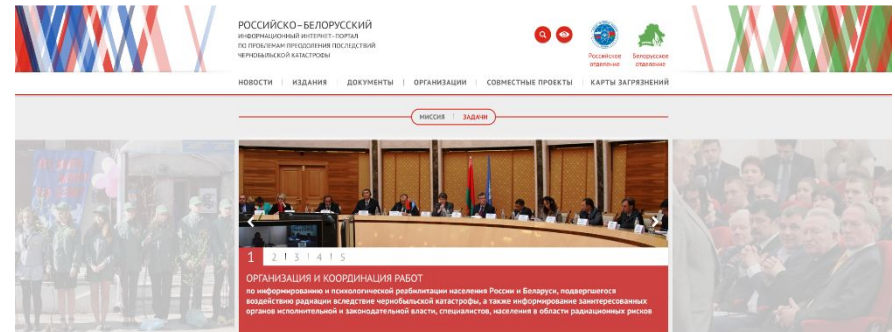 РОССИЙСКО-БЕЛОРУССКИЙ
ИНФОРМАЦИОННЫЙ ИНТЕРНЕТ-ПОРТАЛ
ПО ПРОБЛЕМАМ ПРЕОДОЛЕНИЯ ПОСЛЕДСТВИЙ
ЧЕРНОБЫЛЬСКОЙ КАТАСТРОФЫ
Российское отделение
Белорусское отделение
НОВОСТИ | ИЗДАНИЯ | ДОКУМЕНТЫ | ОРГАНИЗАЦИИ | СОВМЕСТНЫЕ ПРОЕКТЫ | КАРТЫ ЗАГРЯЗНЕНИЙ
МИССИЯ | ЗАДАЧИ
1 2 | 3 | 4 | 5
ОРГАНИЗАЦИЯ И КООРДИНАЦИЯ РАБОТ
по информированию и психологической реабилитации населения России и Беларуси, подвергшегося
воздействию радиации вследствие чернобыльской катастрофы, а также информирование заинтересованных
органов исполнительной и законодательной власти, специалистов, населения в области радиационных рисков